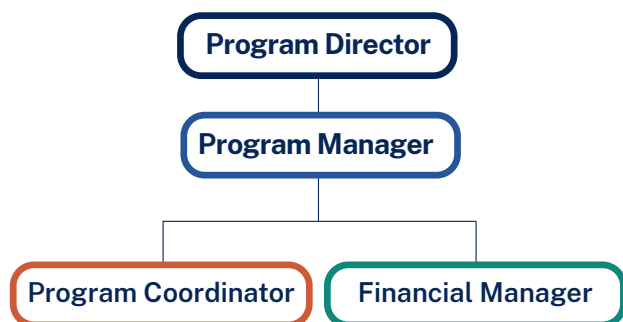 Program Director
Program Manager
Program Coordinator
Financial Manager